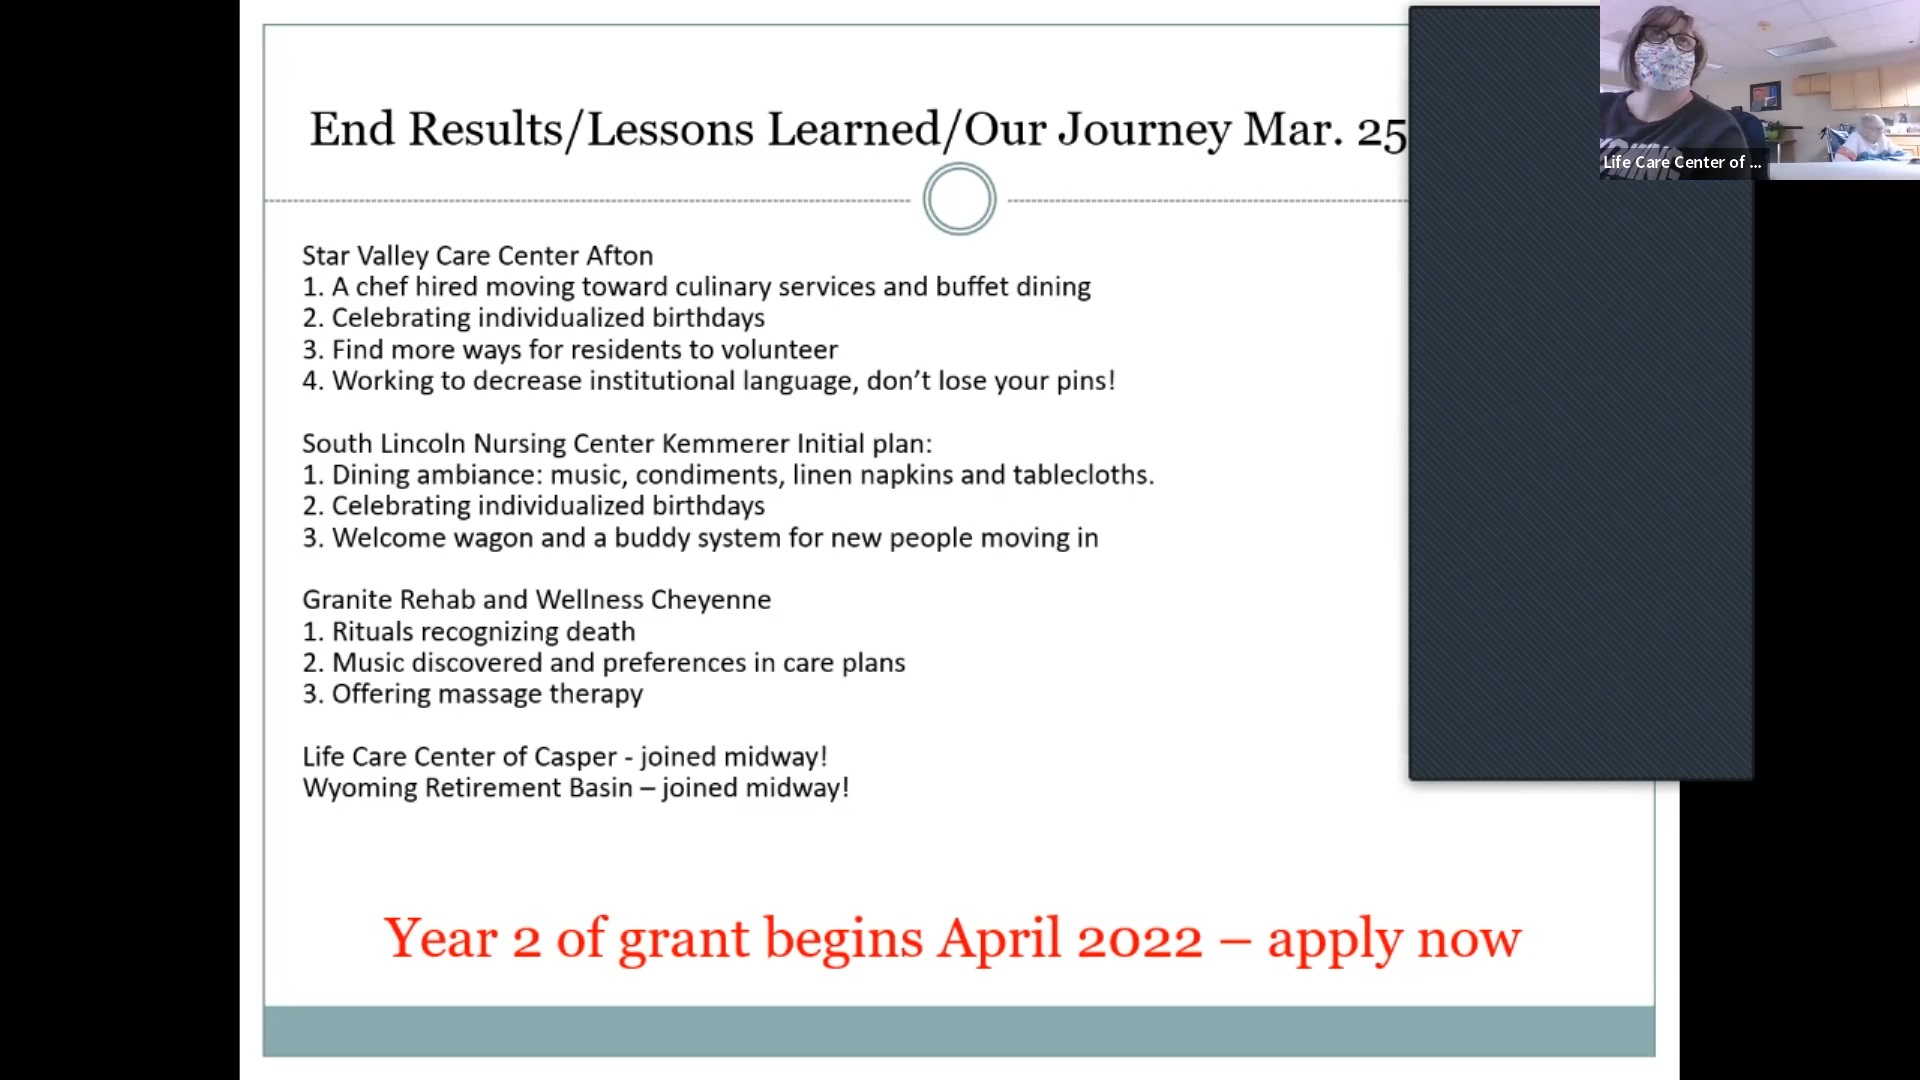 End Results/Lessons Learned/Our Journey Mar. 25
Life Care Center of ...
Star Valley Care Center Afton
1. A chef hired moving toward culinary services and buffet dining
2. Celebrating individualized birthdays
3. Find more ways for residents to volunteer
4. Working to decrease institutional language, don’t lose your pins!
South Lincoln Nursing Center Kemmerer Initial plan:
1. Dining ambiance: music, condiments, linen napkins and tablecloths.
2. Celebrating individualized birthdays
3. Welcome wagon and a buddy system for new people moving in
Granite Rehab and Wellness Cheyenne
1. Rituals recognizing death
2. Music discovered and preferences in care plans
3. Offering massage therapy
Life Care Center of Casper - joined midway!
Wyoming Retirement Basin – joined midway!
Year 2 of grant begins April 2022 – apply now